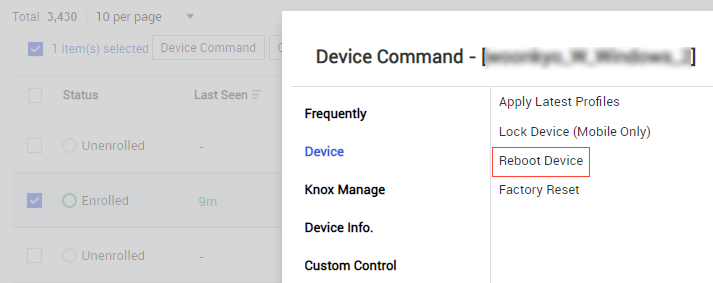 Total 3,430 10 per page
1 item(s) selected Device Command
Status Last Seen
Unenrolled -
Enrolled 9m
Unenrolled -
Device Command - [
]
Frequently
Device
Knox Manage
Device Info.
Custom Control
Apply Latest Profiles
Lock Device (Mobile Only)
Reboot Device
Factory Reset